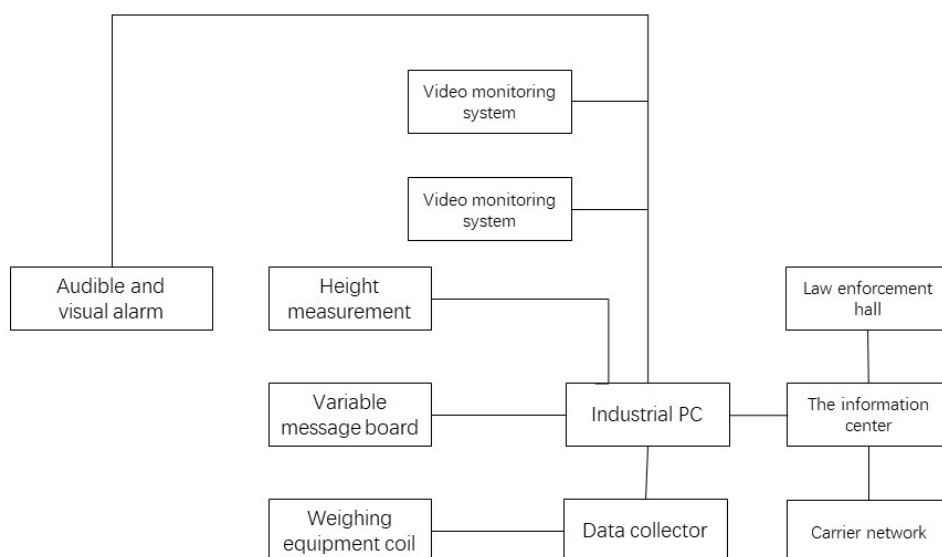 Video monitoring
system
Video monitoring
system
Audible and
visual alarm
Height
measurement
Law enforcement
hall
Variable
message board
Industrial PC
The information
center
Weighing
equipment coil
Data collector
Carrier network